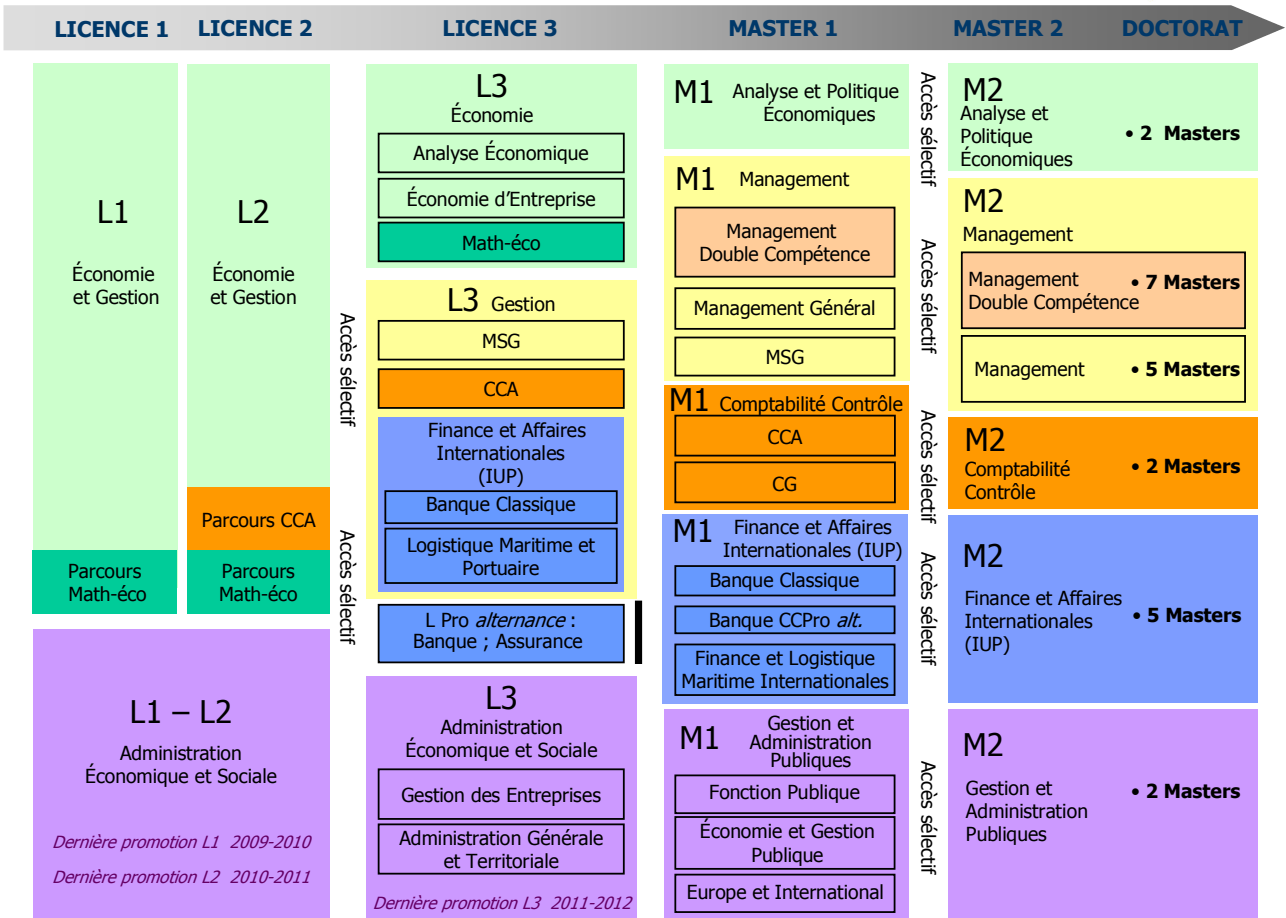 LICENCE 1
LICENCE 2
LICENCE 3
MASTER 1
MASTER 2
DOCTORAT
L1
Économie
et Gestion
Parcours
Math-éco
L2
Économie
et Gestion
Parcours CCA
Parcours
Math-éco
L1 – L2
Administration
Économique et Sociale
Dernière promotion L1 2009-2010
Dernière promotion L2 2010-2011
Accès sélectif
Accès sélectif
L3
Économie
Analyse Économique
Économie d’Entreprise
Math-éco
L3 Gestion
MSG
CCA
Finance et Affaires
Internationales
(IUP)
Banque Classique
Logistique Maritime et
Portuaire
L Pro alternance :
Banque ; Assurance
L3
Administration
Économique et Sociale
Gestion des Entreprises
Administration Générale
et Territoriale
Dernière promotion L3 2011-2012
M1 Analyse et Politique
Économiques
M1 Management
Management
Double Compétence
Management Général
MSG
M1 Comptabilité Contrôle
CCA
CG
M1 Finance et Affaires
Internationales (IUP)
Banque Classique
Banque CCPro alt.
Finance et Logistique
Maritime Internationales
M1 Gestion et
Administration
Publiques
Fonction Publique
Économie et Gestion
Publique
Europe et International
Accès sélectif
Accès sélectif
Accès sélectif
Accès sélectif
Accès sélectif
M2
Analyse et
Politique
Économiques
• 2 Masters
M2
Management
Management
Double Compétence
• 7 Masters
Management
• 5 Masters
M2
Comptabilité
Contrôle
• 2 Masters
M2
Finance et Affaires
Internationales
(IUP)
• 5 Masters
M2
Gestion et
Administration
Publiques
• 2 Masters